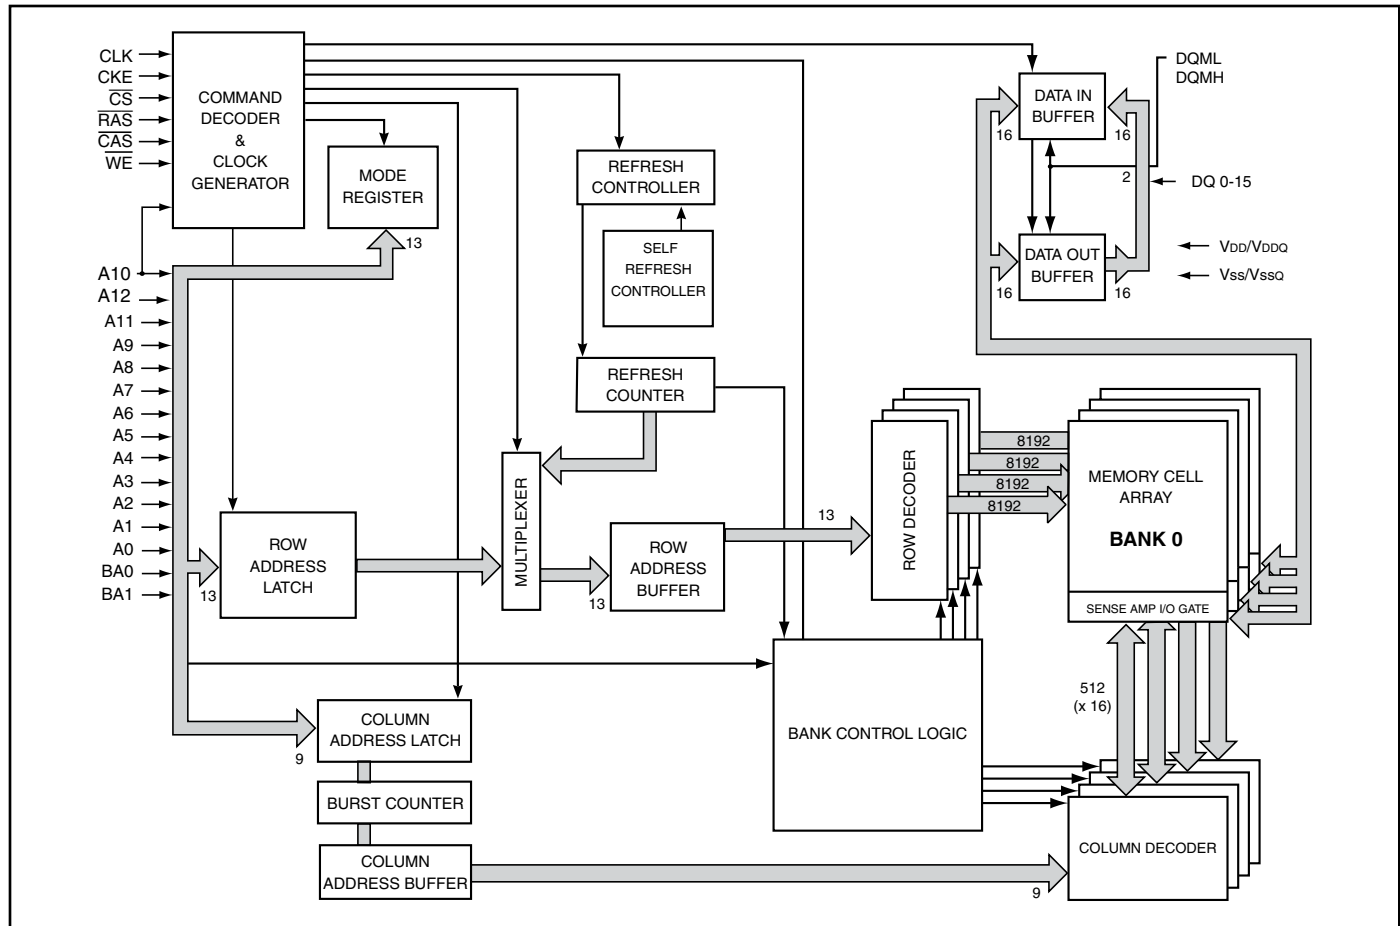 CLK
CKE
CS
RAS
CAS
WE
A10
A12
A11
A9
A8
A7
A6
A5
A4
A3
A2
A1
A0
BA0
BA1
COMMAND
DECODER
&
CLOCK
GENERATOR
MODE
REGISTER
13
REFRESH
CONTROLLER
SELF
REFRESH
CONTROLLER
REFRESH
COUNTER
DQML
DQMH
DATA IN
BUFFER
16
16
2
DQ 0-15
DATA OUT
BUFFER
16
16
VDD/VDDQ
Vss/VssQ
13
ROW
ADDRESS
LATCH
MULTIPLEXER
13
ROW
ADDRESS
BUFFER
13
ROW DECODER
8192
8192
8192
8192
MEMORY CELL
ARRAY
BANK 0
SENSE AMP I/O GATE
512
(x 16)
BANK CONTROL LOGIC
9
COLUMN
ADDRESS LATCH
BURST COUNTER
COLUMN
ADDRESS BUFFER
9
COLUMN DECODER